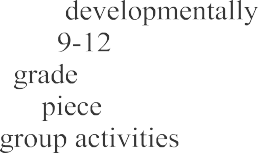 developmentally
9-12
grade
piece
group activities